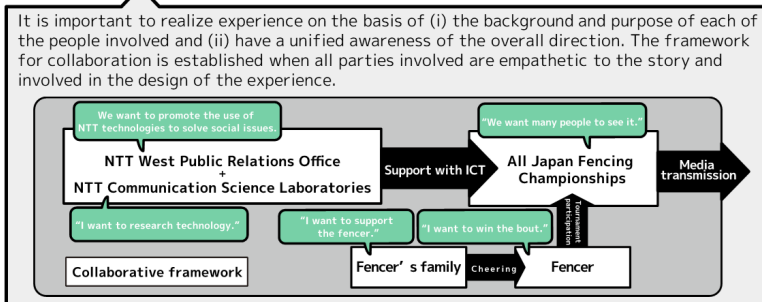 It is important to realize experience on the basis of (i) the background and purpose of each of
the people involved and (ii) have a unified awareness of the overall direction. The framework
for collaboration is established when all parties involved are empathetic to the story and
involved in the design of the experience.
We want to promote the use of
NTT technologies to solve social issues.
"We want many people to see it."
NTT West Public Relations Office
+
NTT Communication Science Laboratories
Support with ICT
All Japan Fencing
Championships
Media
transmission
"I want to research technology."
"I want to support
the fencer."
"I want to win the bout."
Tournament
participation
Collaborative framework
Fencer's family
Cheering
Fencer